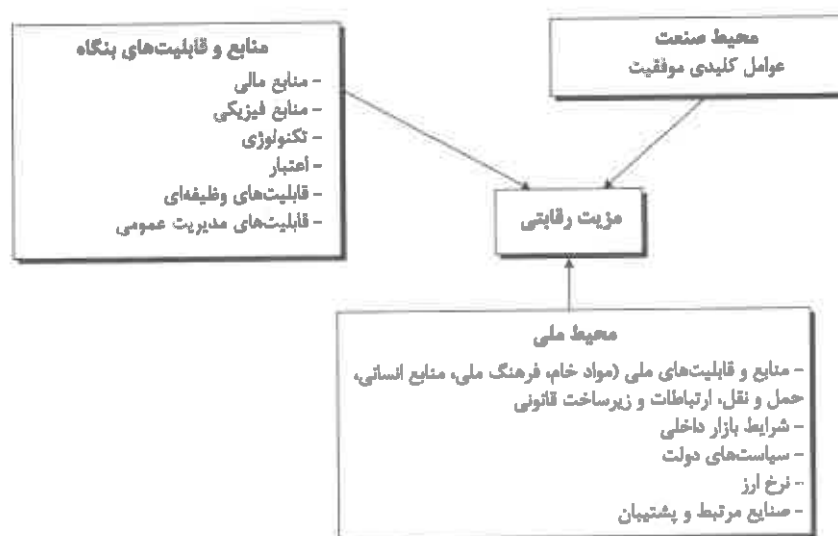 محیط صنعت
عوامل کلیدی موفقیت
منابع و قابلیت‌های بنگاه
- منابع مالی
- منابع فیزیکی
- تکنولوژی
- اعتبار
- قابلیت‌های وظیفه‌ای
- قابلیت‌های مدیریت عمومی
مزیت رقابتی
محیط ملی
- منابع و قابلیت‌های ملی (مواد خام، فرهنگ ملی، منابع انسانی،
حمل و نقل، ارتباطات و زیرساخت قانونی
- شرایط بازار داخلی
- سیاست‌های دولت
- نرخ ارز
- صنایع مرتبط و پشتیبان